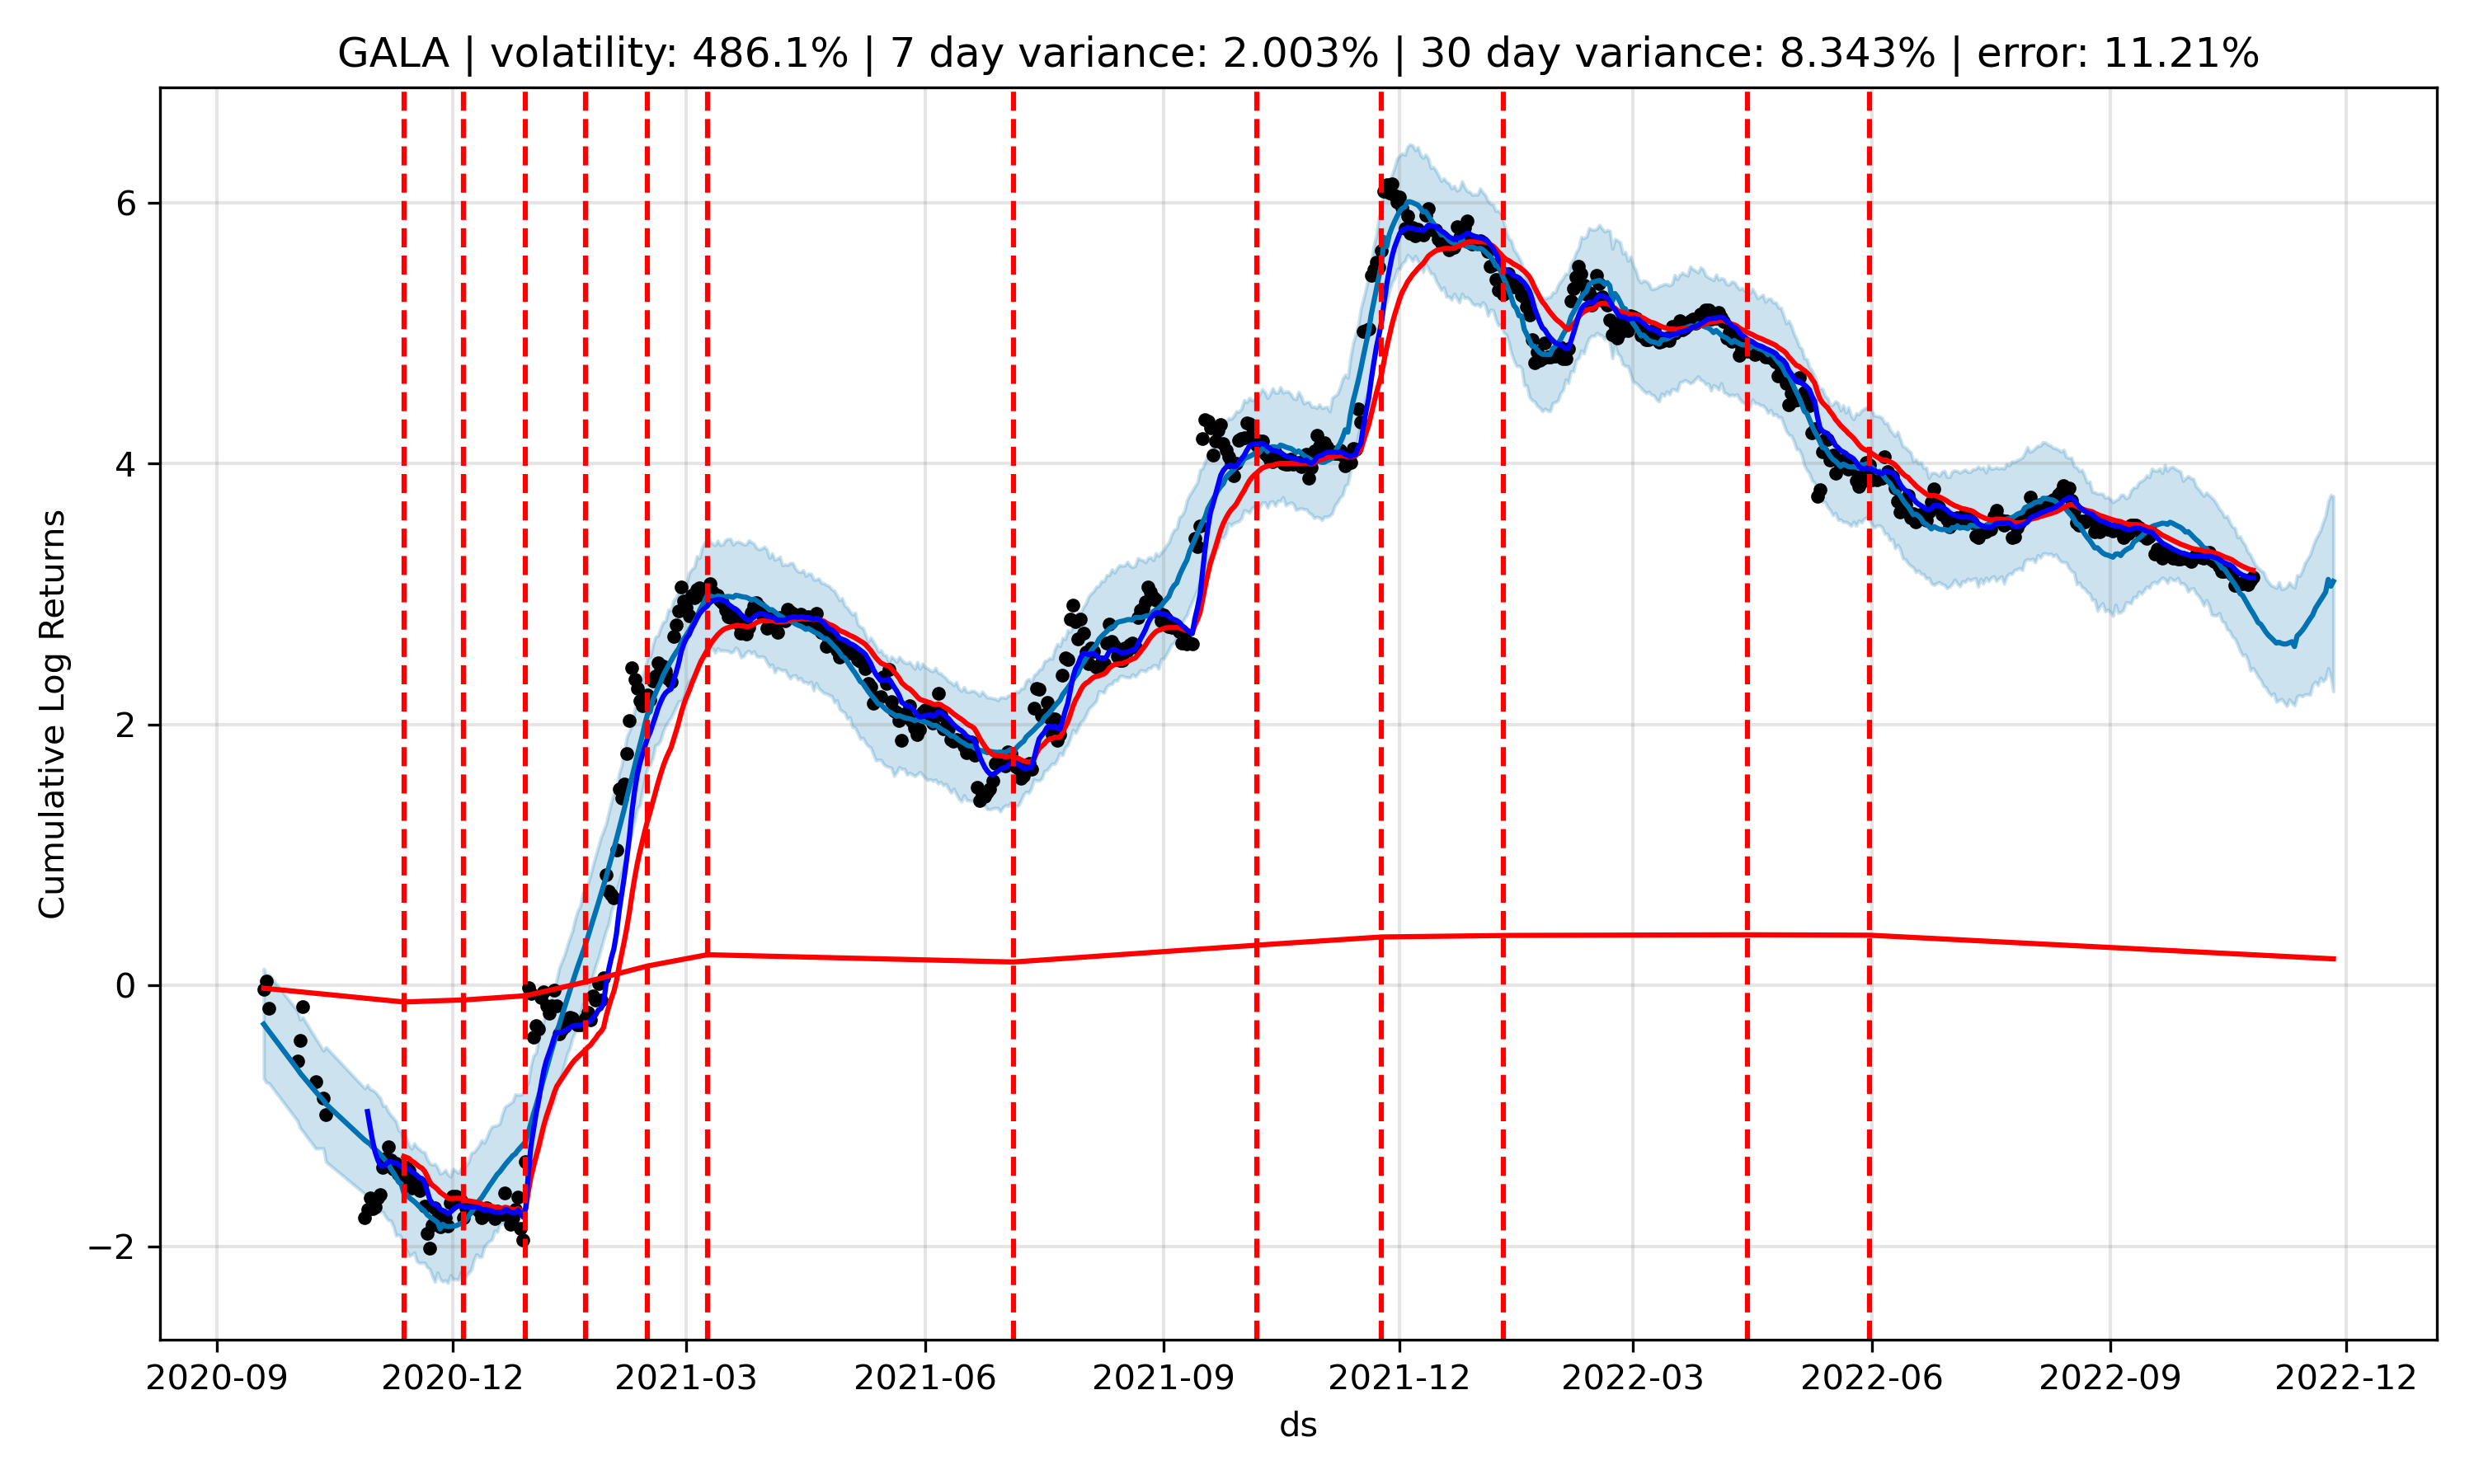 GALA | volatility: 486.1% | 7 day variance: 2.003% | 30 day variance: 8.343% | error: 11.21%
Cumulative Log Returns
6
4
2
0
−2
2020-09 2020-12 2021-03 2021-06 2021-09 2021-12 2022-03 2022-06 2022-09 2022-12
ds